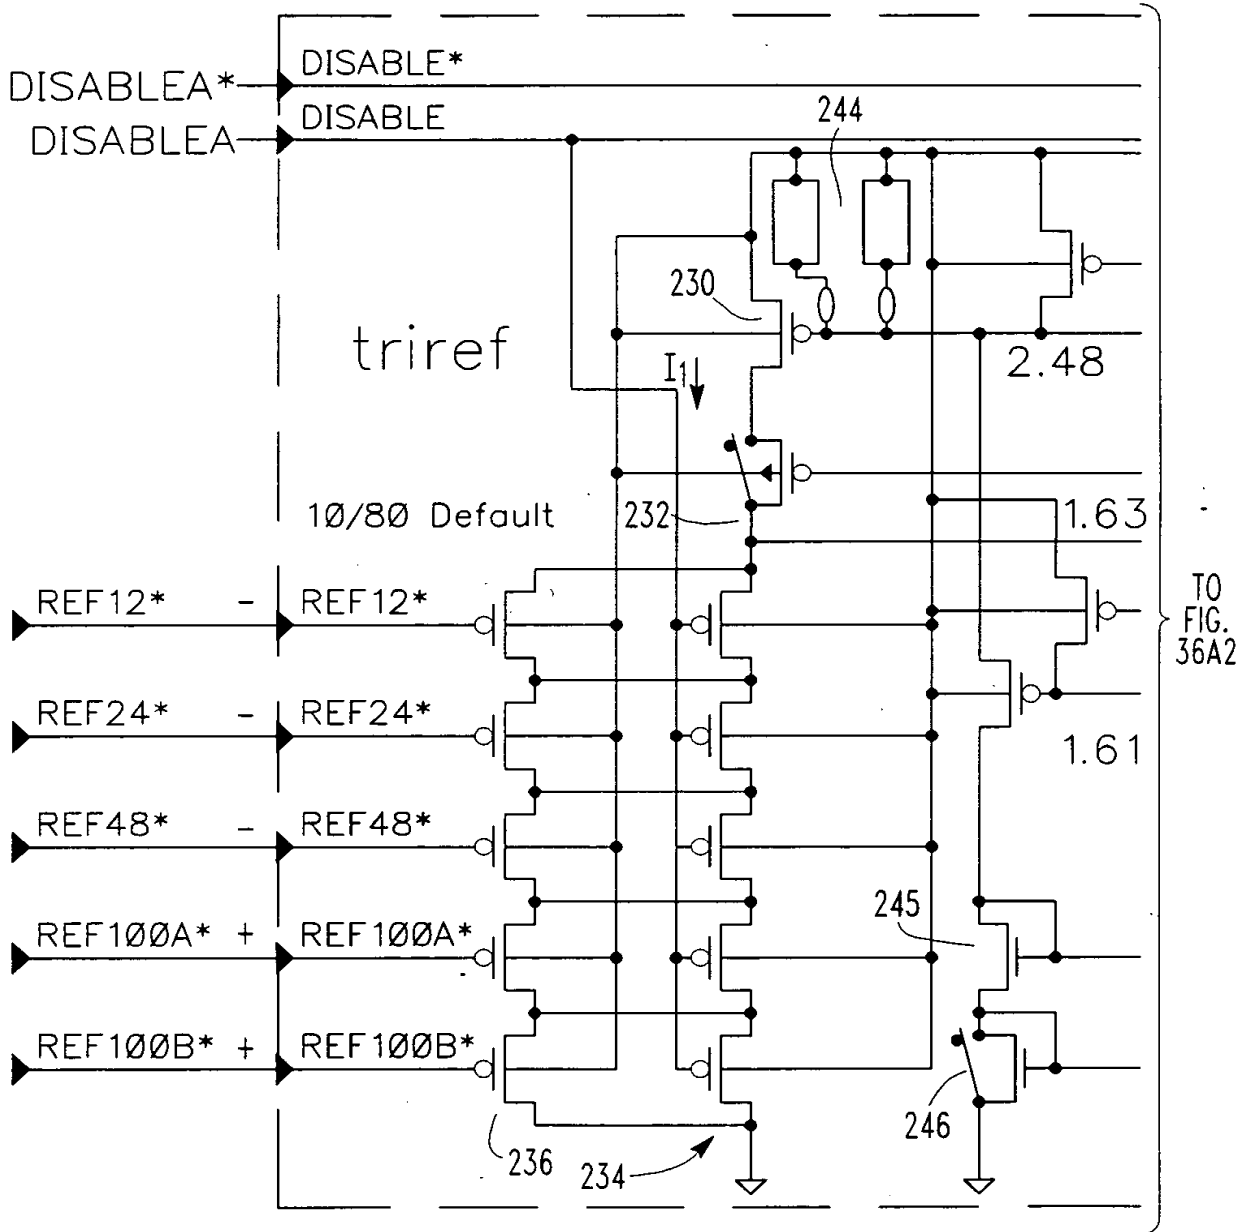 DISABLEA* DISABLE*
DISABLEA DISABLE
244
230
triref
I1
2.48
10/80 Default
232
1.63
REF12* - REF12*
TO
FIG.
36A2
REF24* - REF24*
1.61
REF48* - REF48*
245
REF100A* + REF100A*
REF100B* + REF100B*
246
236
234